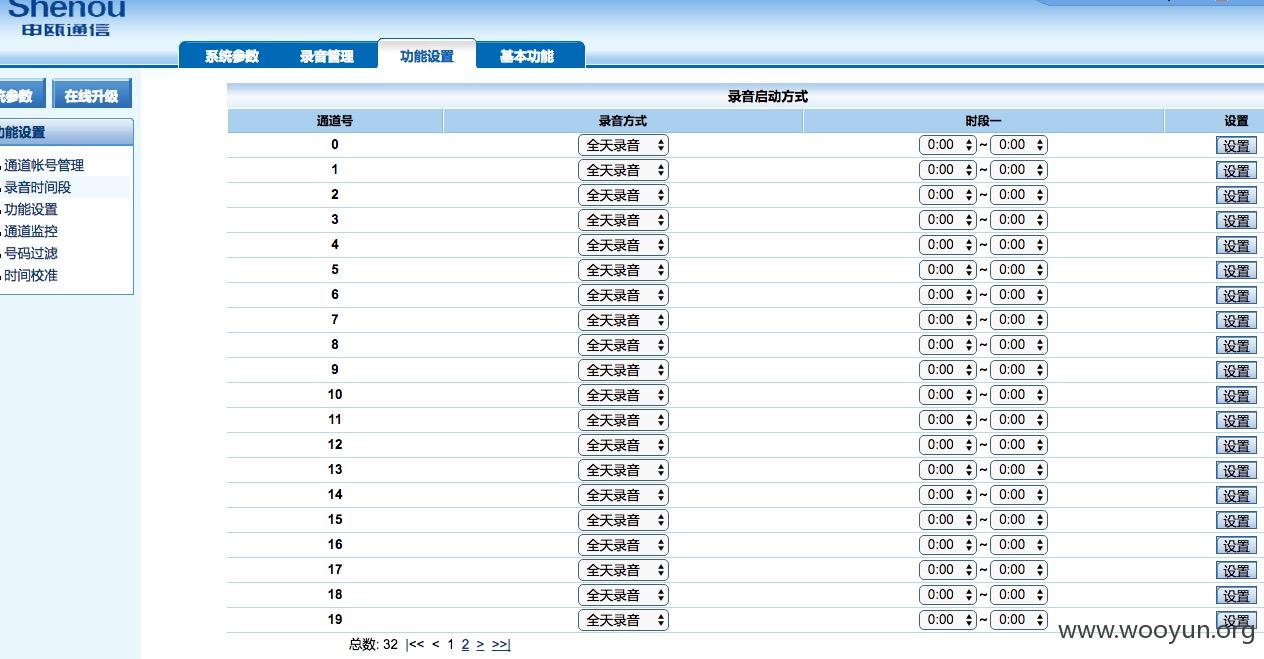 Shenou
申瓯通信
系统参数 录音管理 功能设置 基本功能
统参数 在线升级
功能设置
通道帐号管理
录音时间段
功能设置
通道监控
号码过滤
时间校准
录音启动方式
通道号 录音方式 时段一 设置
0 全天录音 0:00 ~ 0:00 设置
1 全天录音 0:00 ~ 0:00 设置
2 全天录音 0:00 ~ 0:00 设置
3 全天录音 0:00 ~ 0:00 设置
4 全天录音 0:00 ~ 0:00 设置
5 全天录音 0:00 ~ 0:00 设置
6 全天录音 0:00 ~ 0:00 设置
7 全天录音 0:00 ~ 0:00 设置
8 全天录音 0:00 ~ 0:00 设置
9 全天录音 0:00 ~ 0:00 设置
10 全天录音 0:00 ~ 0:00 设置
11 全天录音 0:00 ~ 0:00 设置
12 全天录音 0:00 ~ 0:00 设置
13 全天录音 0:00 ~ 0:00 设置
14 全天录音 0:00 ~ 0:00 设置
15 全天录音 0:00 ~ 0:00 设置
16 全天录音 0:00 ~ 0:00 设置
17 全天录音 0:00 ~ 0:00 设置
18 全天录音 0:00 ~ 0:00 设置
19 全天录音 0:00 ~ 0:00 设置
总数: 32 |<< < 1 2 > >>|
www.wooyun.org